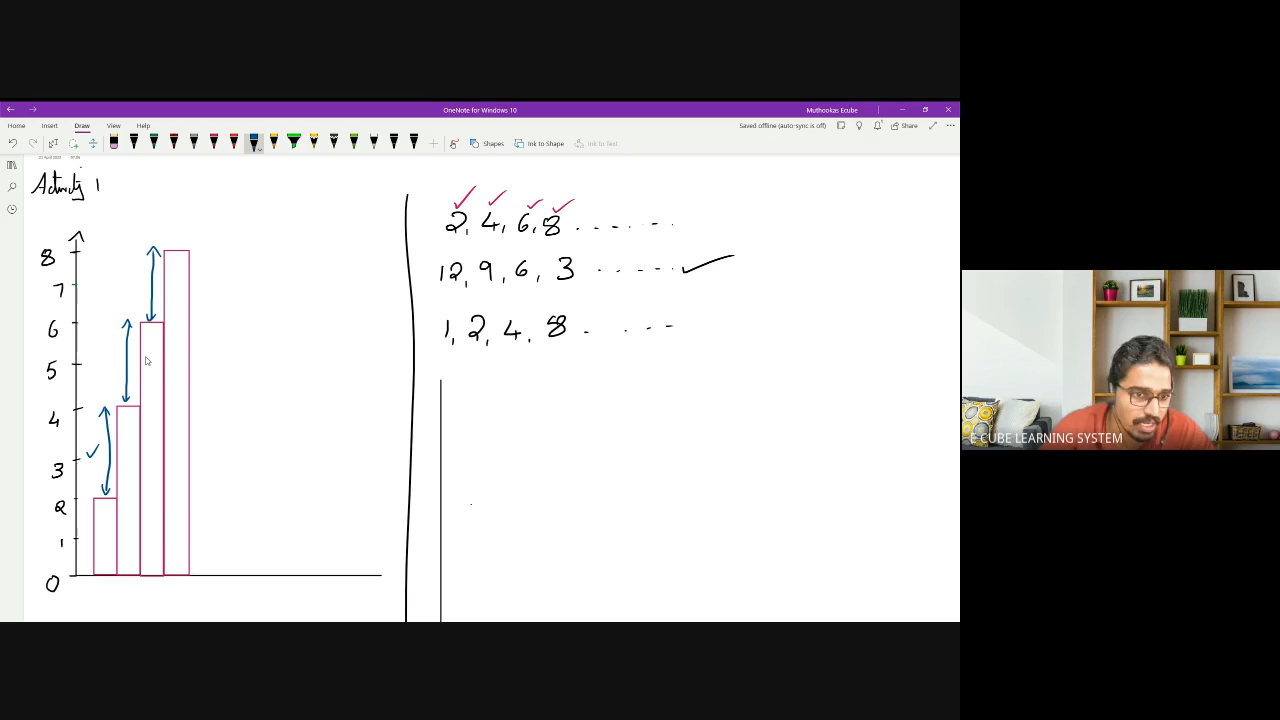 OneNote for Windows 10
Muthookas Ecube
Home Insert Draw View Help
Saved offline (auto-sync is off)
Share
Shapes
Ink to Shape
Ink to Text
Activity 1
8
7
6
5
4
3
2
1
0
2, 4, 6, 8 . . . . . . .
12, 9, 6, 3 . . . . .
1, 2, 4, 8 . . . . .
E CUBE LEARNING SYSTEM